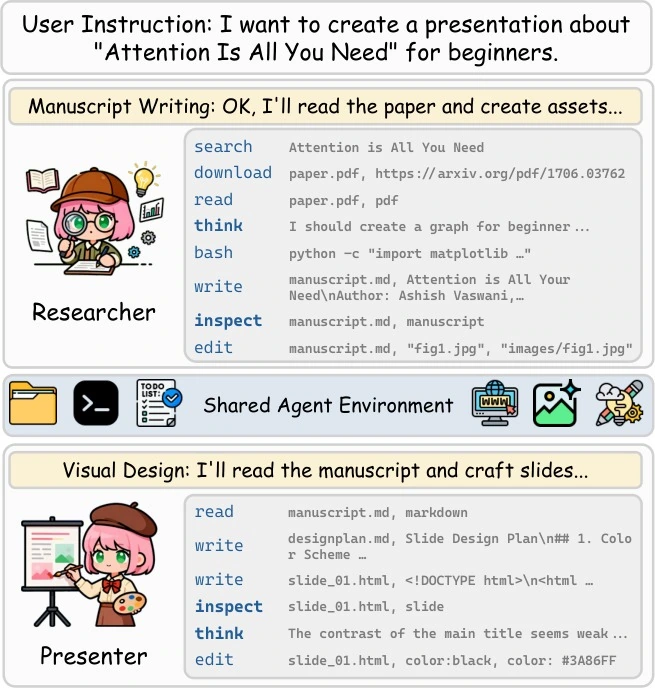 User Instruction: I want to create a presentation about
"Attention Is All You Need" for beginners.
Manuscript Writing: OK, I'll read the paper and create assets...
search Attention is All You Need
download paper.pdf, https://arxiv.org/pdf/1706.03762
read paper.pdf, pdf
think I should create a graph for beginner...
bash python -c "import matplotlib …"
write manuscript.md, Attention is All Your
Need\nAuthor: Ashish Vaswani,…
inspect manuscript.md, manuscript
edit manuscript.md, "fig1.jpg", "images/fig1.jpg"
Researcher
TO DO
LIST:
Shared Agent Environment
WWW
Visual Design: I'll read the manuscript and craft slides...
read manuscript.md, markdown
write designplan.md, Slide Design Plan\n## 1. Colo
r Scheme …
write slide_01.html, <!DOCTYPE html>\n<html …
inspect slide_01.html, slide
think The contrast of the main title seems weak...
edit slide_01.html, color:black, color: #3A86FF
Presenter